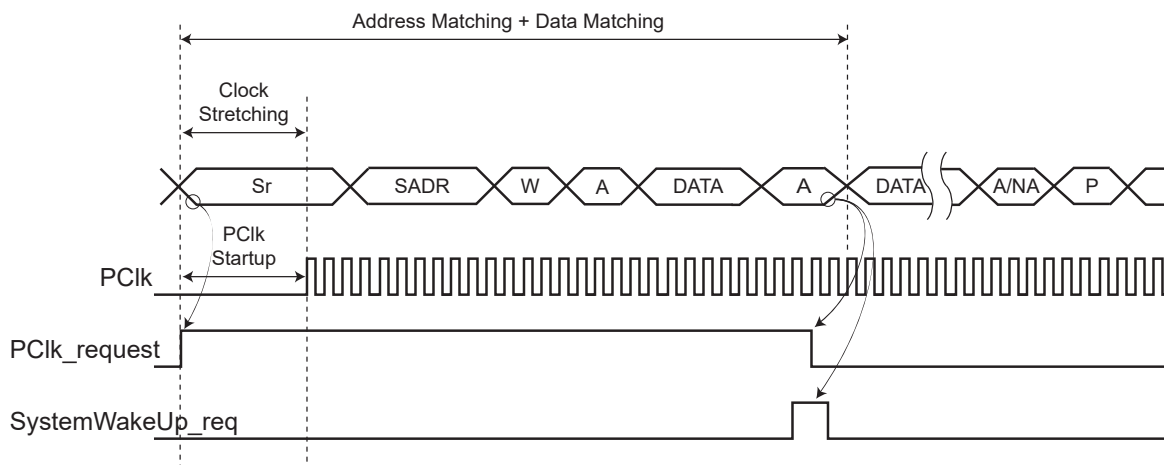 Address Matching + Data Matching
Clock
Stretching
Sr
SADR
W
A
DATA
A
DATA
A/NA
P
PClk
Startup
PClk
PClk_request
SystemWakeUp_req